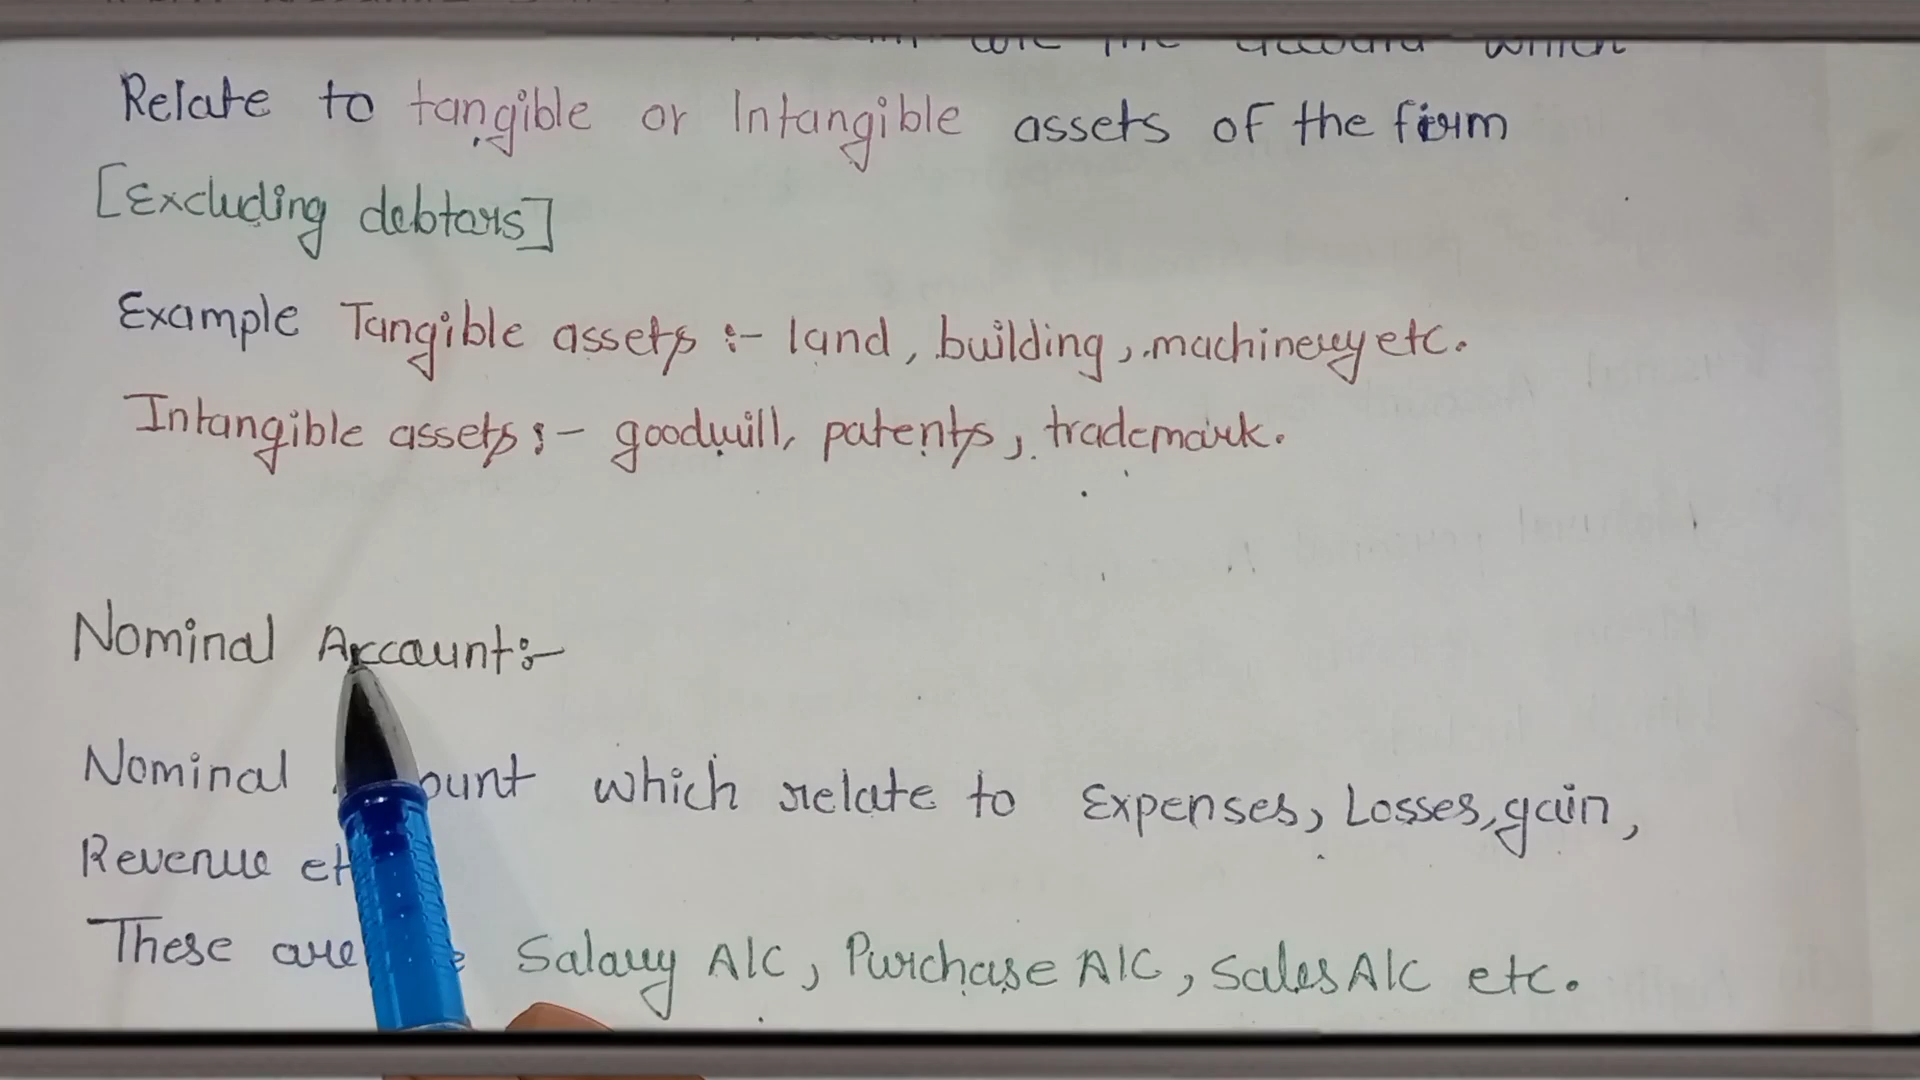 the which
Relate to tangible or Intangible assets of the firm
[Excluding debtors]
Example Tangible assets :- land, building, machinery etc.
Intangible assets :- goodwill, patents, trademark.
Nominal Account:-
Nominal which relate to Expenses, Losses, gain,
Revenue
These are Salary A/C, Purchase A/C, Sales A/C etc.